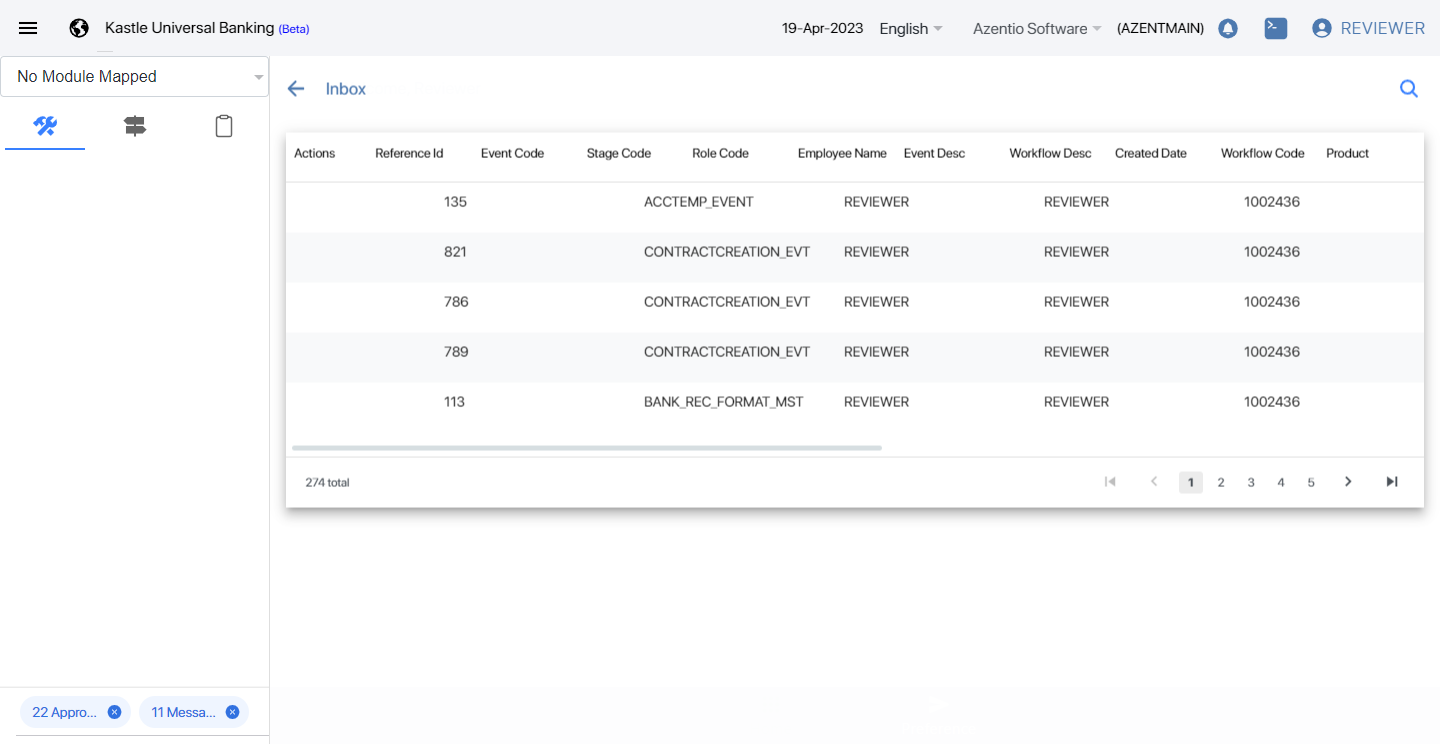 Kastle Universal Banking (Beta) 19-Apr-2023 English Azentio Software (AZENTMAIN) REVIEWER
No Module Mapped
Inbox
Actions Reference Id Event Code Stage Code Role Code Employee Name Event Desc Workflow Desc Created Date Workflow Code Product
135 ACCTEMP_EVENT REVIEWER REVIEWER 1002436
821 CONTRACTCREATION_EVT REVIEWER REVIEWER 1002436
786 CONTRACTCREATION_EVT REVIEWER REVIEWER 1002436
789 CONTRACTCREATION_EVT REVIEWER REVIEWER 1002436
113 BANK_REC_FORMAT_MST REVIEWER REVIEWER 1002436
274 total 1 2 3 4 5
22 Appro... 11 Messa...